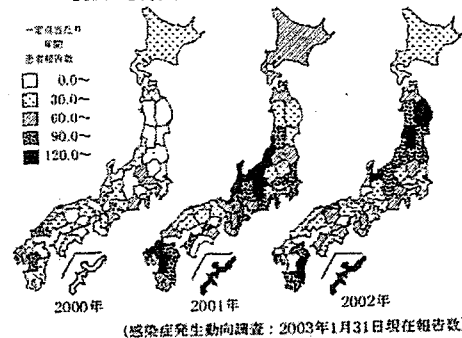 一定点当たり
年間
患者報告数
0.0～
30.0～
60.0～
90.0～
120.0～
2000年
2001年
2002年
(感染症発生動向調査：2003年1月31日現在報告数)